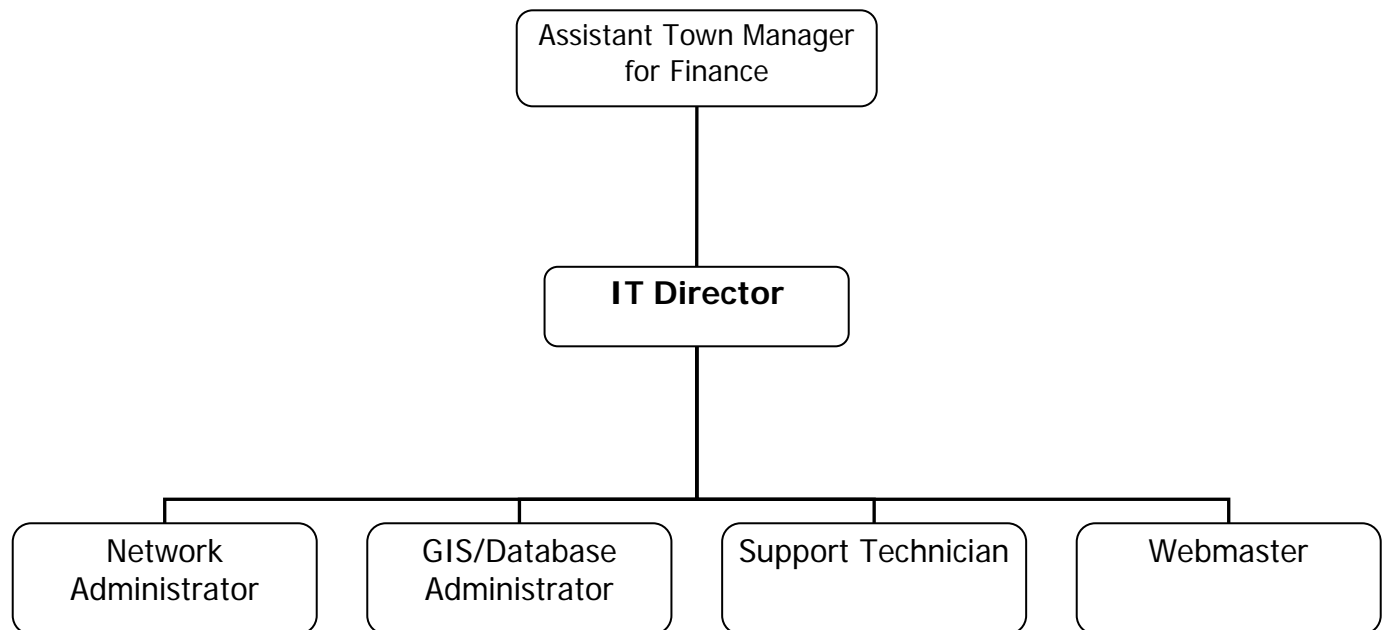 Assistant Town Manager
for Finance
IT Director
Network
Administrator
GIS/Database
Administrator
Support Technician
Webmaster